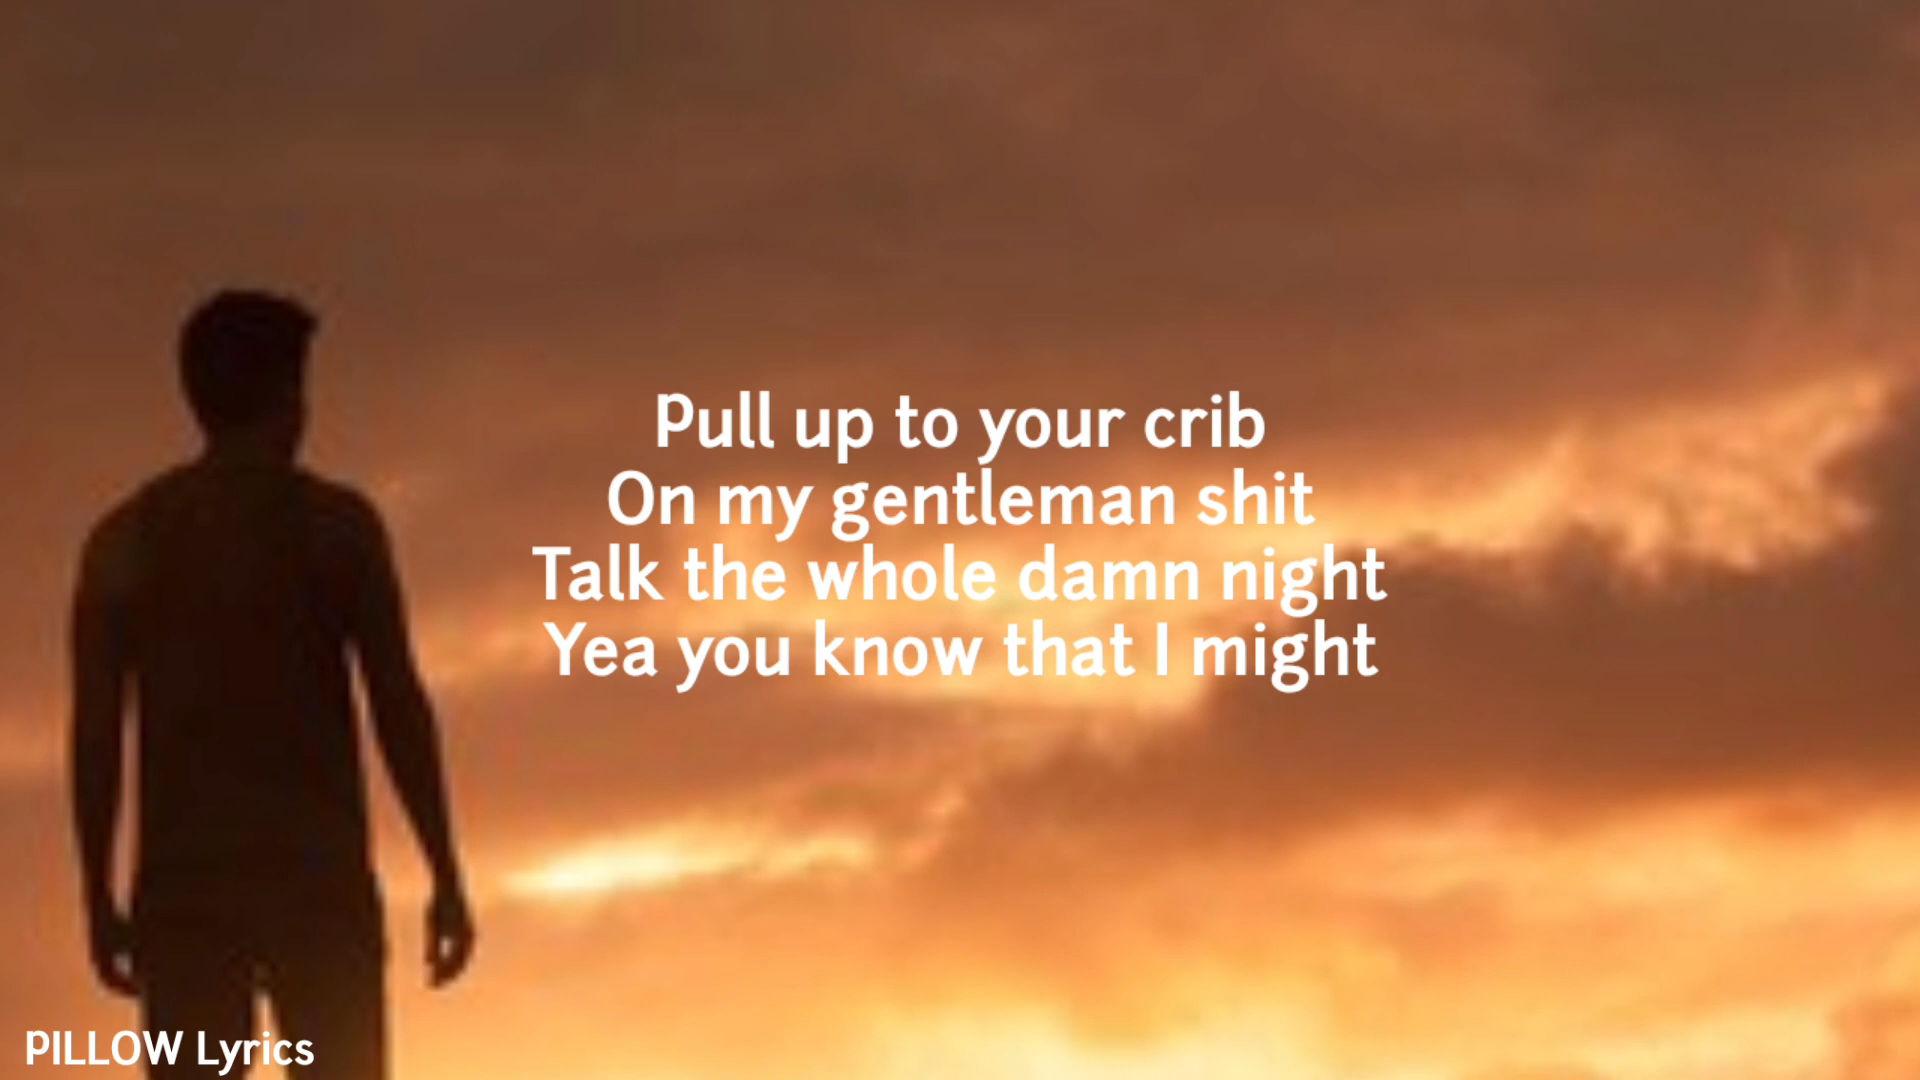 Pull up to your crib
On my gentleman shit
Talk the whole damn night
Yea you know that I might
PILLOW Lyrics